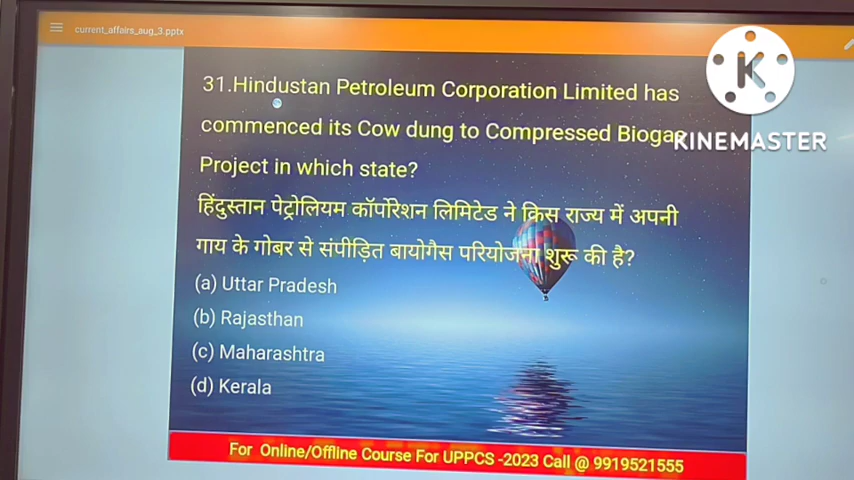 current_affairs_aug_3.pptx
31.Hindustan Petroleum Corporation Limited has
commenced its Cow dung to Compressed Biogas
Project in which state?
हिंदुस्तान पेट्रोलियम कॉर्पोरेशन लिमिटेड ने किस राज्य में अपनी
गाय के गोबर से संपीड़ित बायोगैस परियोजना शुरू की है?
(a) Uttar Pradesh
(b) Rajasthan
(c) Maharashtra
(d) Kerala
For Online/Offline Course For UPPCS -2023 Call @ 9919521555
K
KINEMASTER